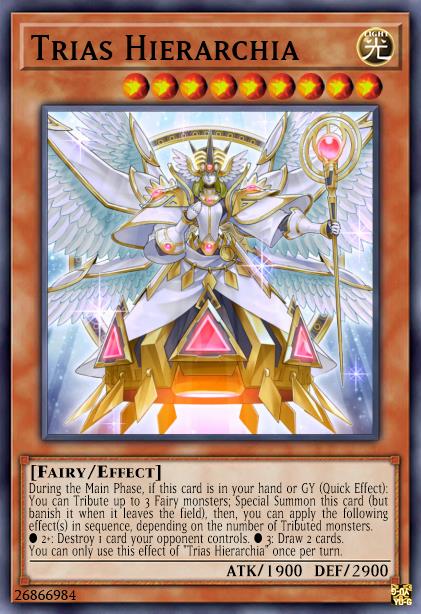 TRIAS HIERARCHIA
LIGHT
光
[FAIRY/EFFECT]
During the Main Phase, if this card is in your hand or GY (Quick Effect):
You can Tribute up to 3 Fairy monsters; Special Summon this card (but
banish it when it leaves the field), then, you can apply the following
effect(s) in sequence, depending on the number of Tributed monsters.
● 2+: Destroy 1 card your opponent controls. ● 3: Draw 2 cards.
You can only use this effect of "Trias Hierarchia" once per turn.
ATK/1900 DEF/2900
26866984